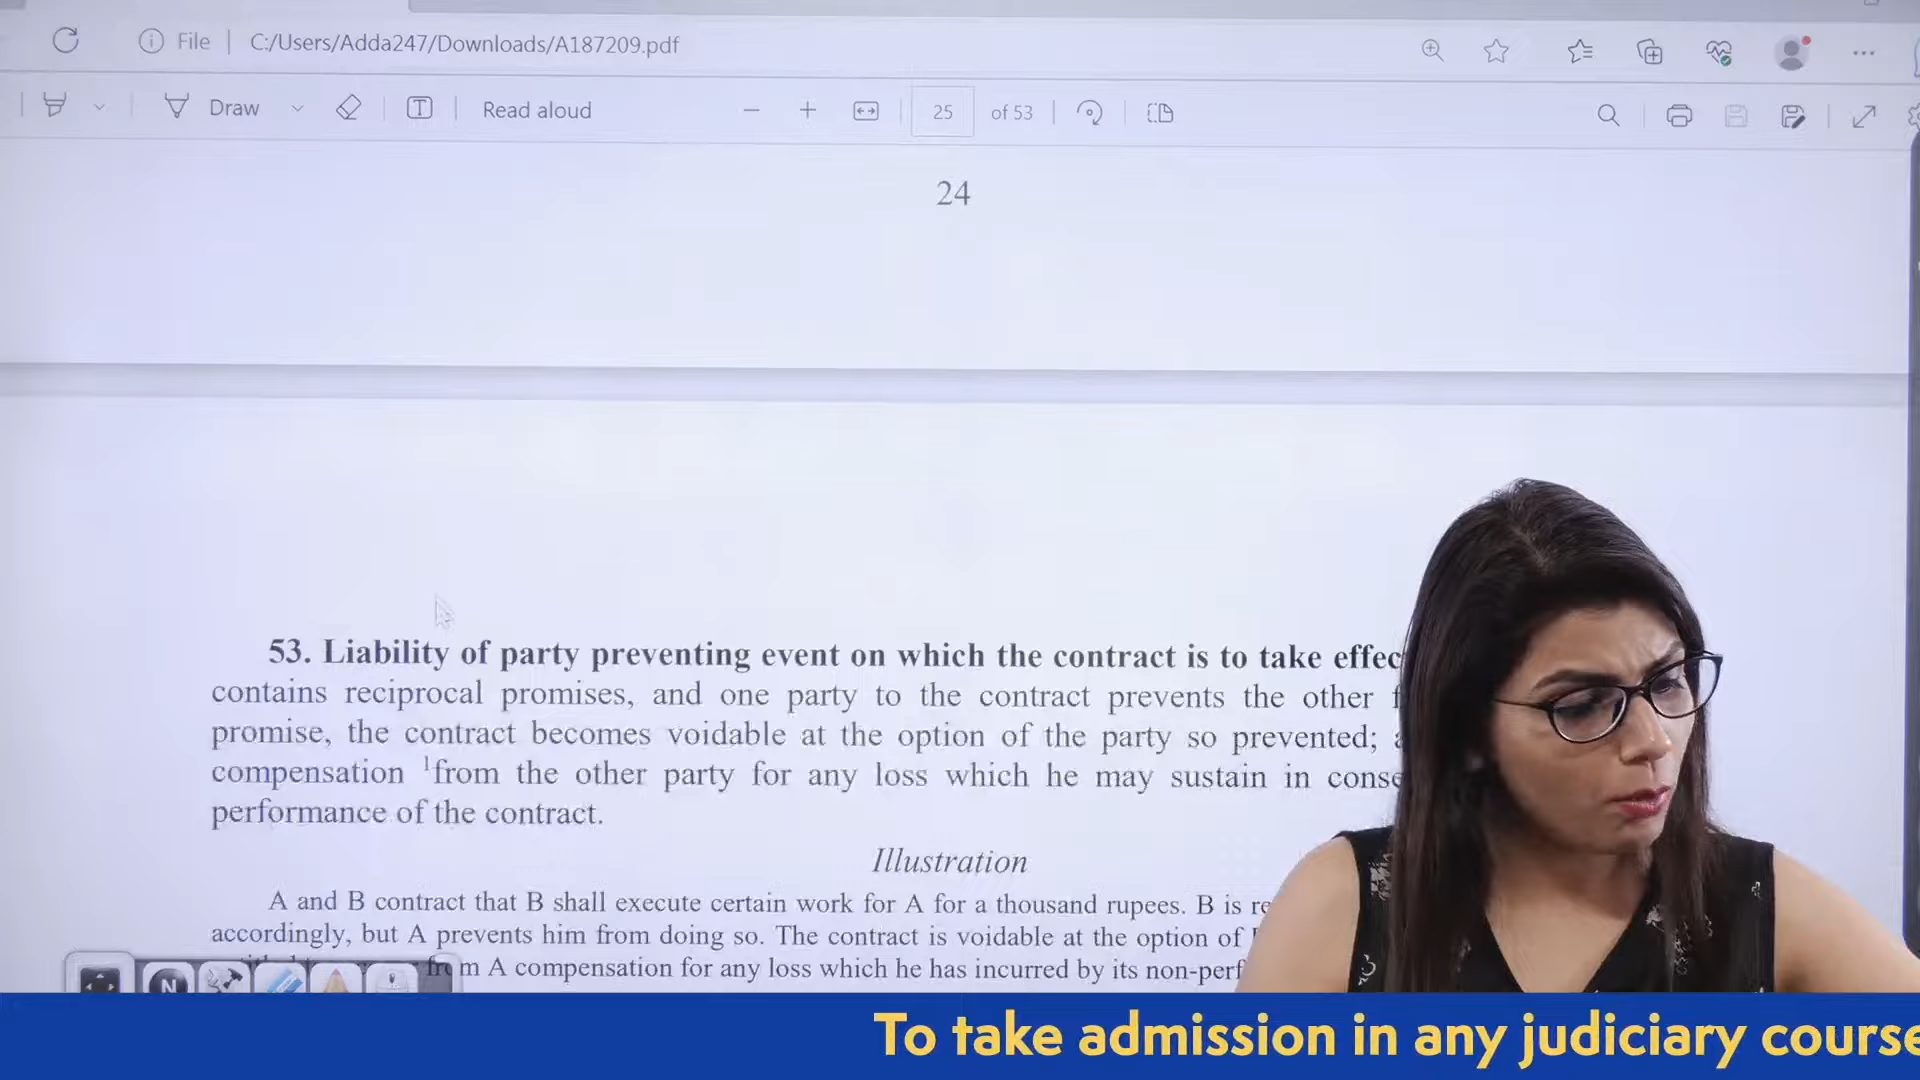 File C:/Users/Adda247/Downloads/A187209.pdf
Draw T Read aloud 25 of 53
24
53. Liability of party preventing event on which the contract is to take effec
contains reciprocal promises, and one party to the contract prevents the other
promise, the contract becomes voidable at the option of the party so prevented;
compensation ¹from the other party for any loss which he may sustain in conse
performance of the contract.
Illustration
A and B contract that B shall execute certain work for A for a thousand rupees. B is re
accordingly, but A prevents him from doing so. The contract is voidable at the option of
from A compensation for any loss which he has incurred by its non-perf
N
To take admission in any judiciary course